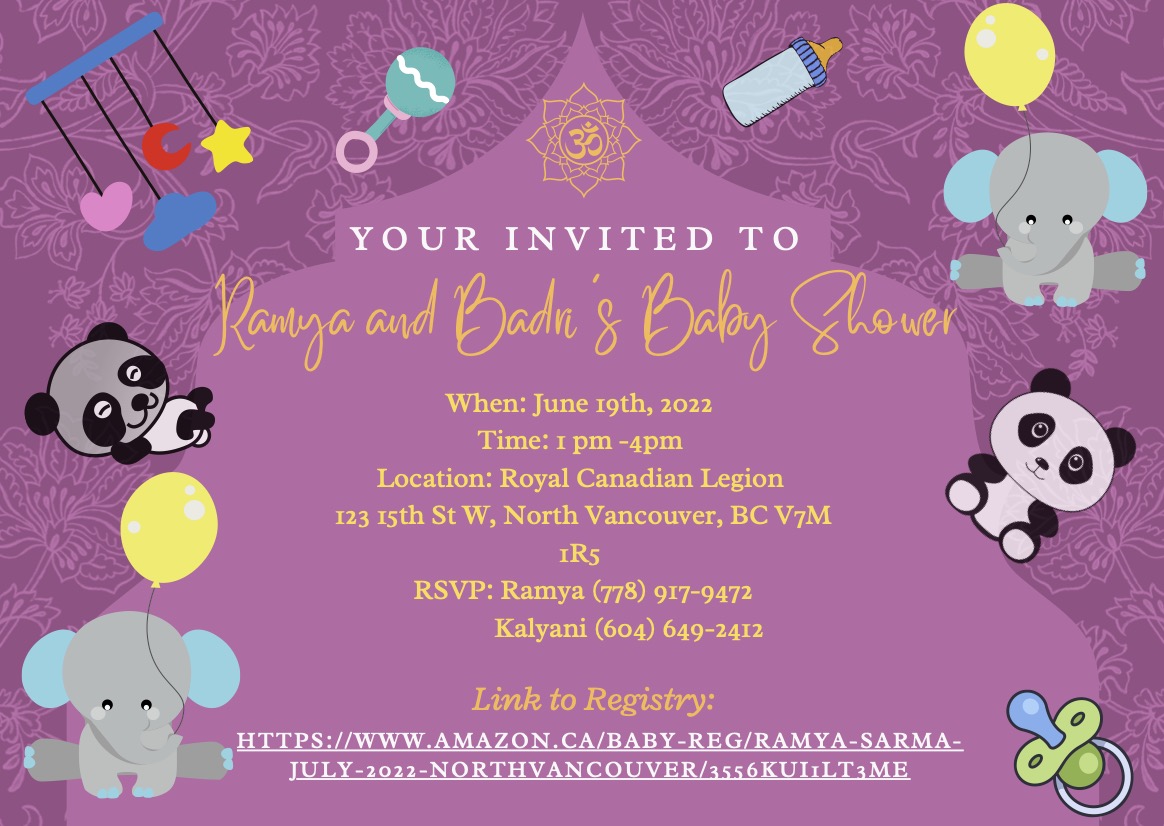 ॐ
YOUR INVITED TO
Ramya and Badri's Baby Shower
When: June 19th, 2022
Time: 1 pm -4pm
Location: Royal Canadian Legion
123 15th St W, North Vancouver, BC V7M
1R5
RSVP: Ramya (778) 917-9472
Kalyani (604) 649-2412
Link to Registry:
HTTPS://WWW.AMAZON.CA/BABY-REG/RAMYA-SARMA-
JULY-2022-NORTHVANCOUVER/3556KUI1LT3ME